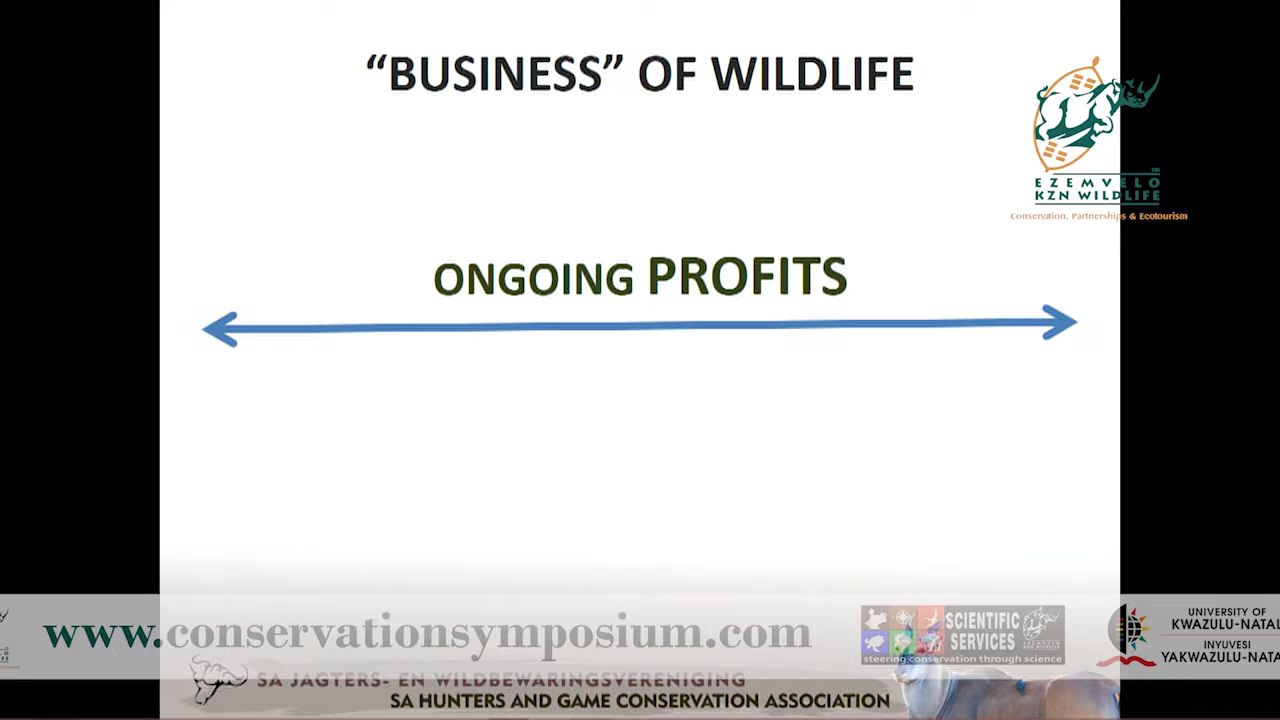 “BUSINESS” OF WILDLIFE
TM
EZEMVELO
KZN WILDLIFE
Conservation, Partnerships & Ecotourism
ONGOING PROFITS
www.conservationsymposium.com
SCIENTIFIC
SERVICES
steering conservation through science
UNIVERSITY OF
KWAZULU-NATAL
INYUVESI
YAKWAZULU-NATA
SA JAGTERS- EN WILDBEWARINGSVERENIGING
SA HUNTERS AND GAME CONSERVATION ASSOCIATION